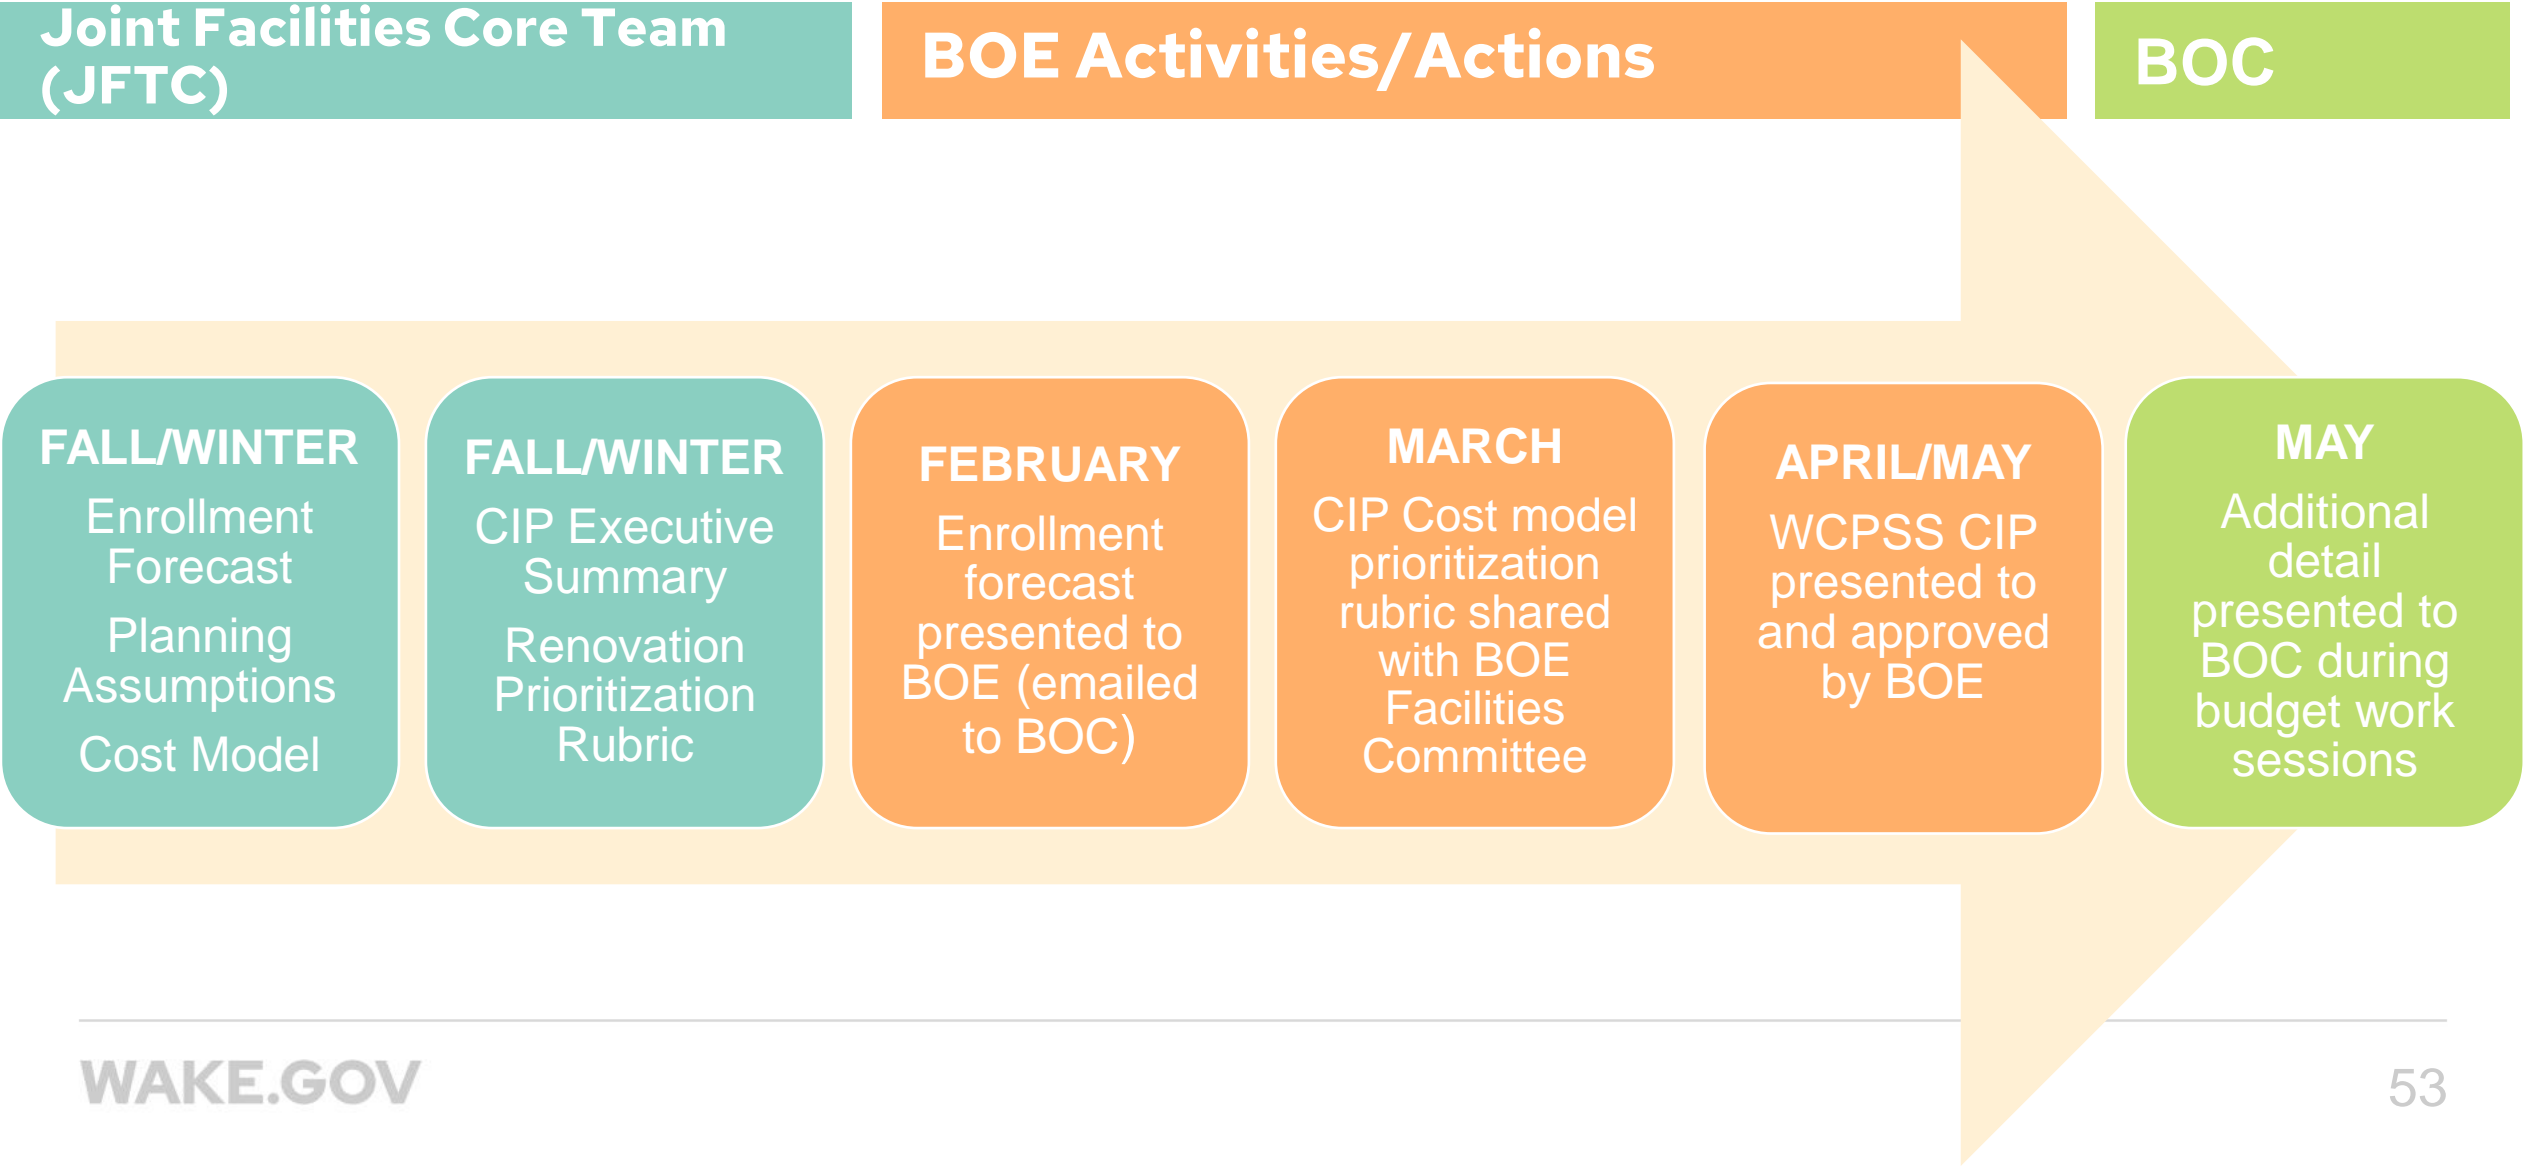 Joint Facilities Core Team
(JFTC)
BOE Activities/Actions
BOC
FALL/WINTER
Enrollment
Forecast
Planning
Assumptions
Cost Model
FALL/WINTER
CIP Executive
Summary
Renovation
Prioritization
Rubric
FEBRUARY
Enrollment
forecast
presented to
BOE (emailed
to BOC)
MARCH
CIP Cost model
prioritization
rubric shared
with BOE
Facilities
Committee
APRIL/MAY
WCPSS CIP
presented to
and approved
by BOE
MAY
Additional
detail
presented to
BOC during
budget work
sessions
WAKE.GOV
53